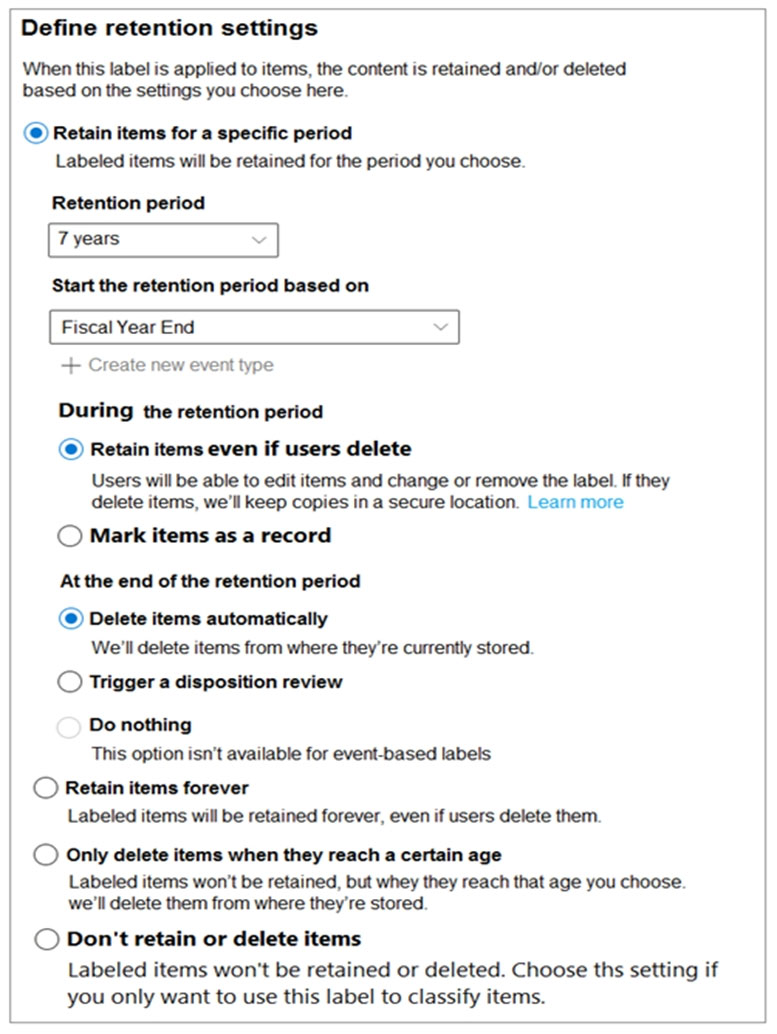 Define retention settings
When this label is applied to items, the content is retained and/or deleted
based on the settings you choose here.
Retain items for a specific period
Labeled items will be retained for the period you choose.
Retention period
7 years
Start the retention period based on
Fiscal Year End
+ Create new event type
During the retention period
Retain items even if users delete
Users will be able to edit items and change or remove the label. If they
delete items, we'll keep copies in a secure location. Learn more
Mark items as a record
At the end of the retention period
Delete items automatically
We'll delete items from where they're currently stored.
Trigger a disposition review
Do nothing
This option isn't available for event-based labels
Retain items forever
Labeled items will be retained forever, even if users delete them.
Only delete items when they reach a certain age
Labeled items won't be retained, but whey they reach that age you choose.
we'll delete them from where they're stored.
Don't retain or delete items
Labeled items won't be retained or deleted. Choose ths setting if
you only want to use this label to classify items.